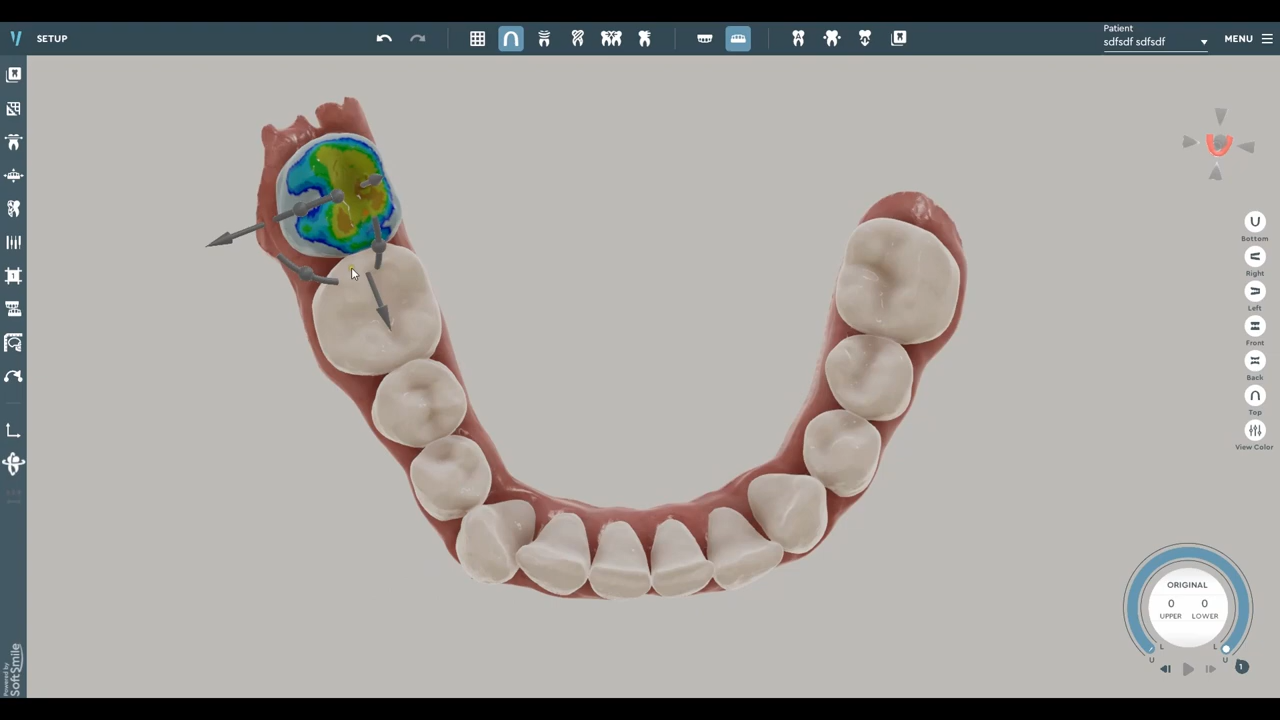 SETUP
Patient
sdfsdf sdfsdf
MENU
Bottom
Right
Left
Front
Back
Top
View Color
ORIGINAL
0 0
UPPER LOWER
L L
U U
1
Powered by
SoftSmile